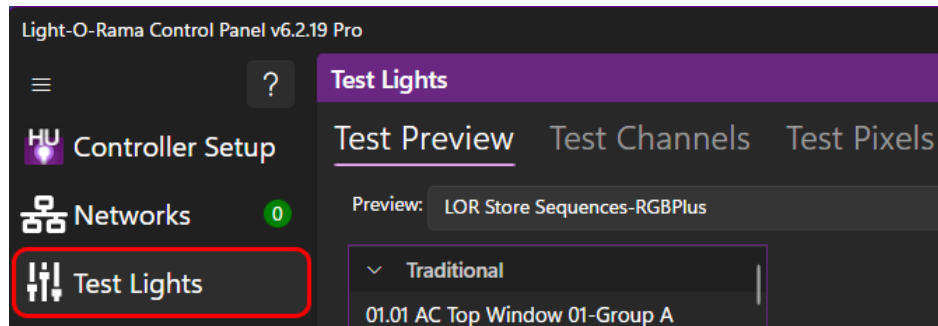 Light-O-Rama Control Panel v6.2.19 Pro
?
Test Lights
HU Controller Setup
Test Preview Test Channels Test Pixels
Networks 0
Preview: LOR Store Sequences-RGBPlus
Test Lights
Traditional
01.01 AC Top Window 01-Group A